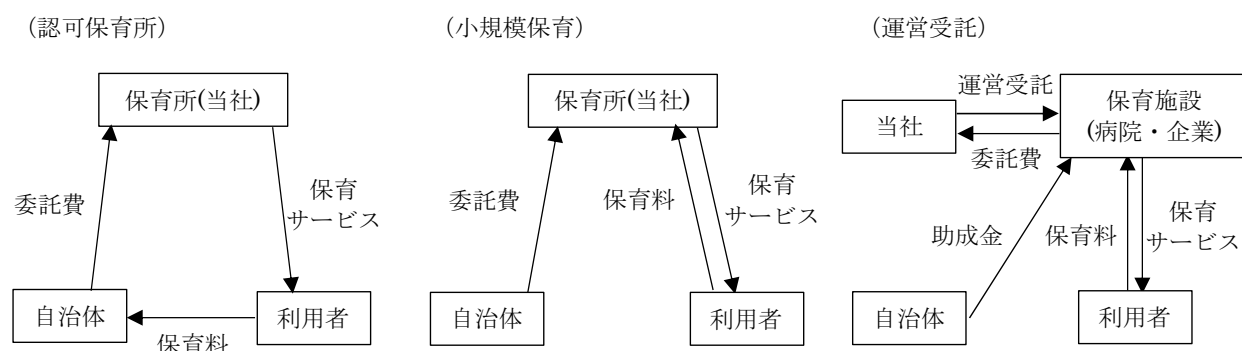 (認可保育所)
保育所(当社)
委託費
保育
サービス
自治体
利用者
保育料
(小規模保育)
保育所(当社)
委託費
保育料
保育
サービス
自治体
利用者
(運営受託)
運営受託
当社
保育施設
(病院・企業)
委託費
助成金
保育料
保育
サービス
自治体
利用者